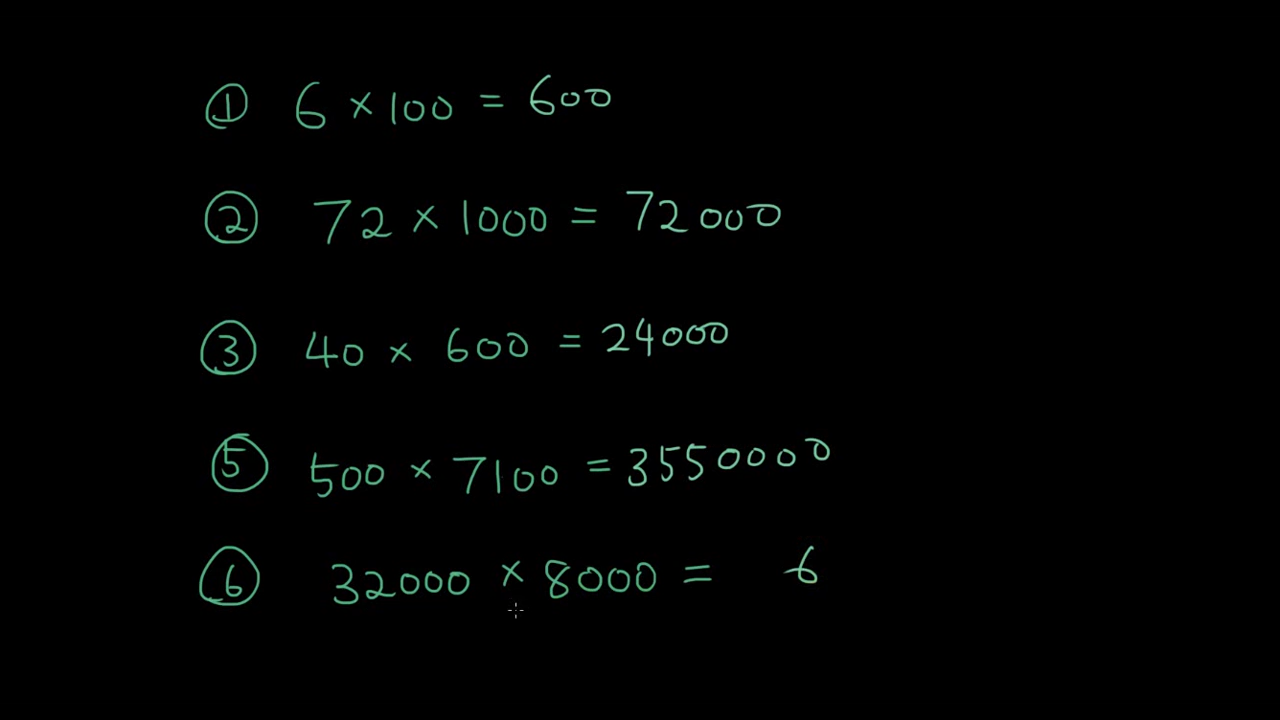 ① 6 × 100 = 600
② 72 × 1000 = 72000
③ 40 × 600 = 24000
⑤ 500 × 7100 = 3550000
⑥ 32000 × 8000 = 6